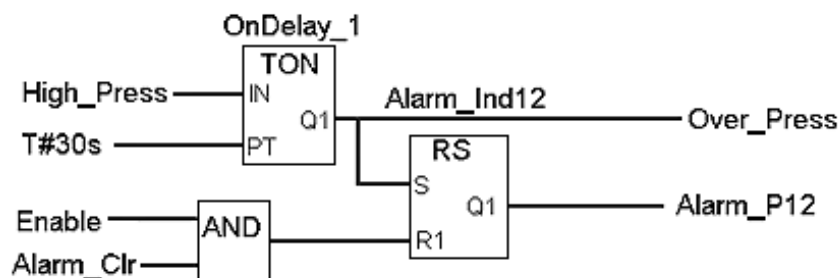 OnDelay_1
TON
High_Press
IN
Q1
T#30s
PT
Alarm_Ind12
Over_Press
RS
S
Q1
Alarm_P12
R1
Enable
AND
Alarm_Clr